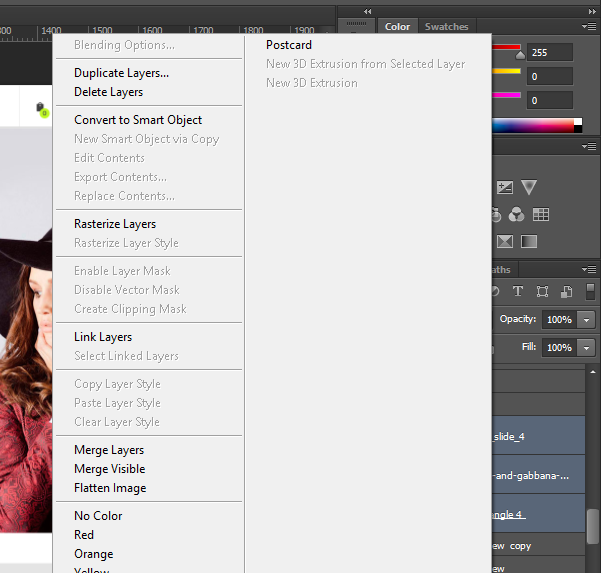 300
1400
1500
1600
1700
1800
1900
Blending Options...
Duplicate Layers...
Delete Layers
Convert to Smart Object
New Smart Object via Copy
Edit Contents
Export Contents...
Replace Contents...
Rasterize Layers
Rasterize Layer Style
Enable Layer Mask
Disable Vector Mask
Create Clipping Mask
Link Layers
Select Linked Layers
Copy Layer Style
Paste Layer Style
Clear Layer Style
Merge Layers
Merge Visible
Flatten Image
No Color
Red
Orange
Yellow
Postcard
New 3D Extrusion from Selected Layer
New 3D Extrusion
Color
Swatches
255
0
0
aths
T
Opacity: 100%
Fill: 100%
_slide_4
-and-gabbana-...
angle 4
ew copy
ew
0